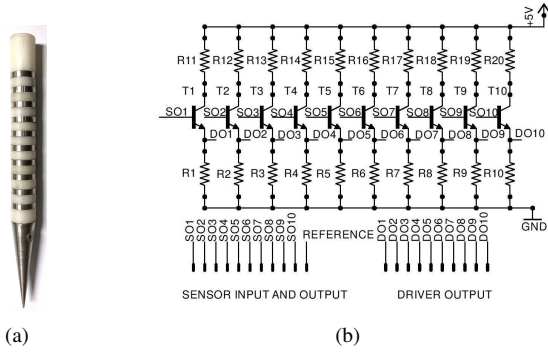 +5V
R11 R12 R13 R14 R15 R16 R17 R18 R19 R20
T1 T2 T3 T4 T5 T6 T7 T8 T9 T10
SO1 SO2 SO3 SO4 SO5 SO6 SO7 SO8 SO9 SO10
DO1 DO2 DO3 DO4 DO5 DO6 DO7 DO8 DO9 DO10
R1 R2 R3 R4 R5 R6 R7 R8 R9 R10
GND
SO1 SO2 SO3 SO4 SO5 SO6 SO7 SO8 SO9 SO10 REFERENCE DO1 DO2 DO3 DO4 DO5 DO6 DO7 DO8 DO9 DO10
SENSOR INPUT AND OUTPUT DRIVER OUTPUT
(a) (b)